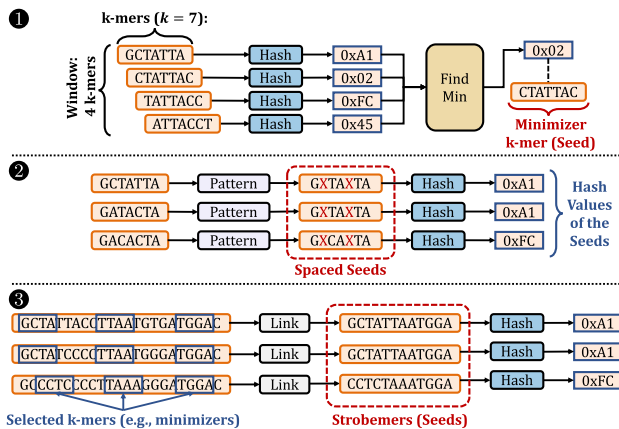 1
k-mers (k = 7):
Window:
4 k-mers
GCTATTA Hash 0xA1
CTATTAC Hash 0x02
TATTACC Hash 0xFC
ATTACCT Hash 0x45
Find
Min
0x02
CTATTAC
Minimizer
k-mer (Seed)
2
GCTATTA Pattern GXTAXTA Hash 0xA1
GATACTA Pattern GXTAXTA Hash 0xA1
GACACTA Pattern GXCAXTA Hash 0xFC
Spaced Seeds
Hash
Values
of the
Seeds
3
GCTATTACCTTAATGTGATGGAC Link GCTATTAATGGA Hash 0xA1
GCTATCCCCTTAATGGGATGGAC Link GCTATTAATGGA Hash 0xA1
GCCCTCCCCTTAAAGGGATGGAC Link CCTCTAAATGGA Hash 0xFC
Selected k-mers (e.g., minimizers)
Strobemers (Seeds)